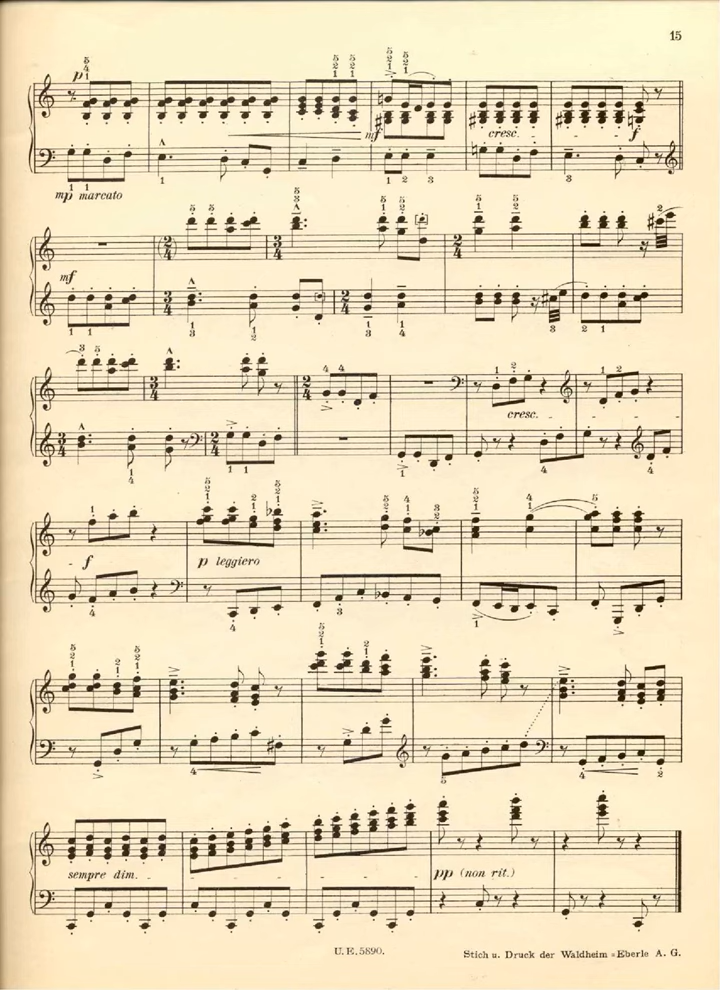 15
p
mf
cresc.
f
mp marcato
mf
cresc.
f
p leggiero
sempre dim.
pp (non rit.)
U. E. 5890.
Stich u. Druck der Waldheim = Eberle A. G.